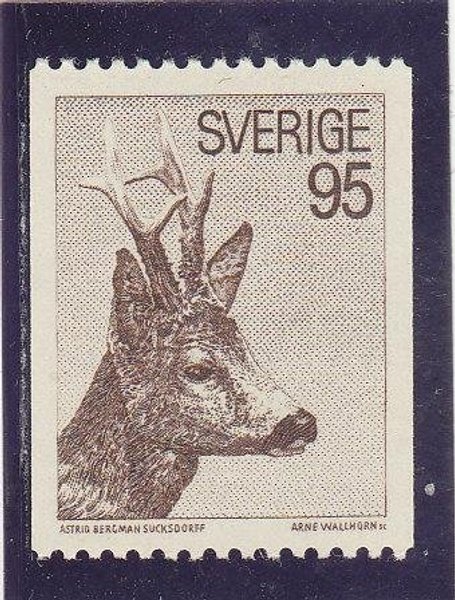 SVERIGE
95
ASTRID BERGMAN SUCKSDORFF ARNE WALLHORN SC